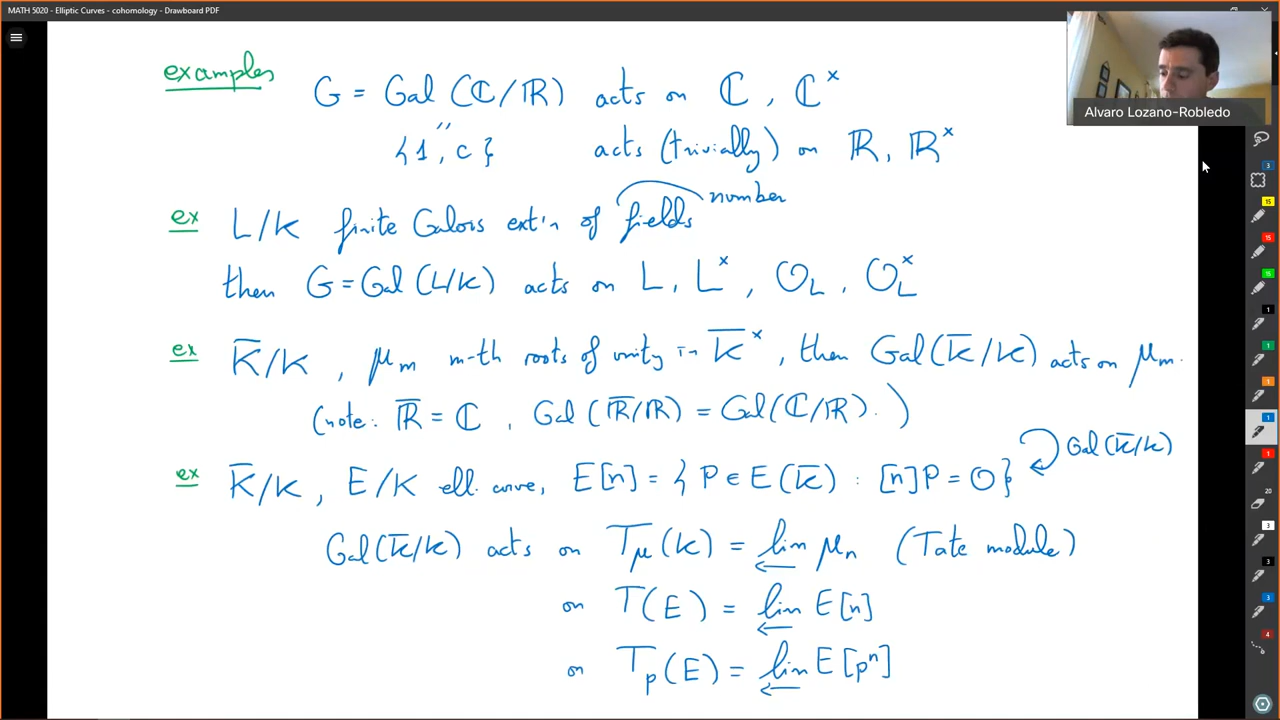 MATH 5020 - Elliptic Curves - cohomology - Drawboard PDF
Alvaro Lozano-Robledo
examples G = Gal (ℂ/ℝ) acts on ℂ, ℂ^×
{1, c} acts (trivially) on ℝ, ℝ^×
ex L/K finite Galois ext'n of number fields
then G = Gal (L/K) acts on L, L^×, O_L, O_L^×
ex K̄/K, μ_m m-th roots of unity in K̄^×, then Gal(K̄/K) acts on μ_m.
(note: ℝ̄ = ℂ, Gal (ℝ̄/ℝ) = Gal (ℂ/ℝ).)
ex K̄/K, E/K ell. curve, E[n] = { P ∈ E(K̄) : [n]P = O} Gal(K̄/K)
Gal(K̄/K) acts on T_μ(K) = lim← μ_n (Tate module)
on T(E) = lim← E[n]
on T_p(E) = lim← E[p^n]